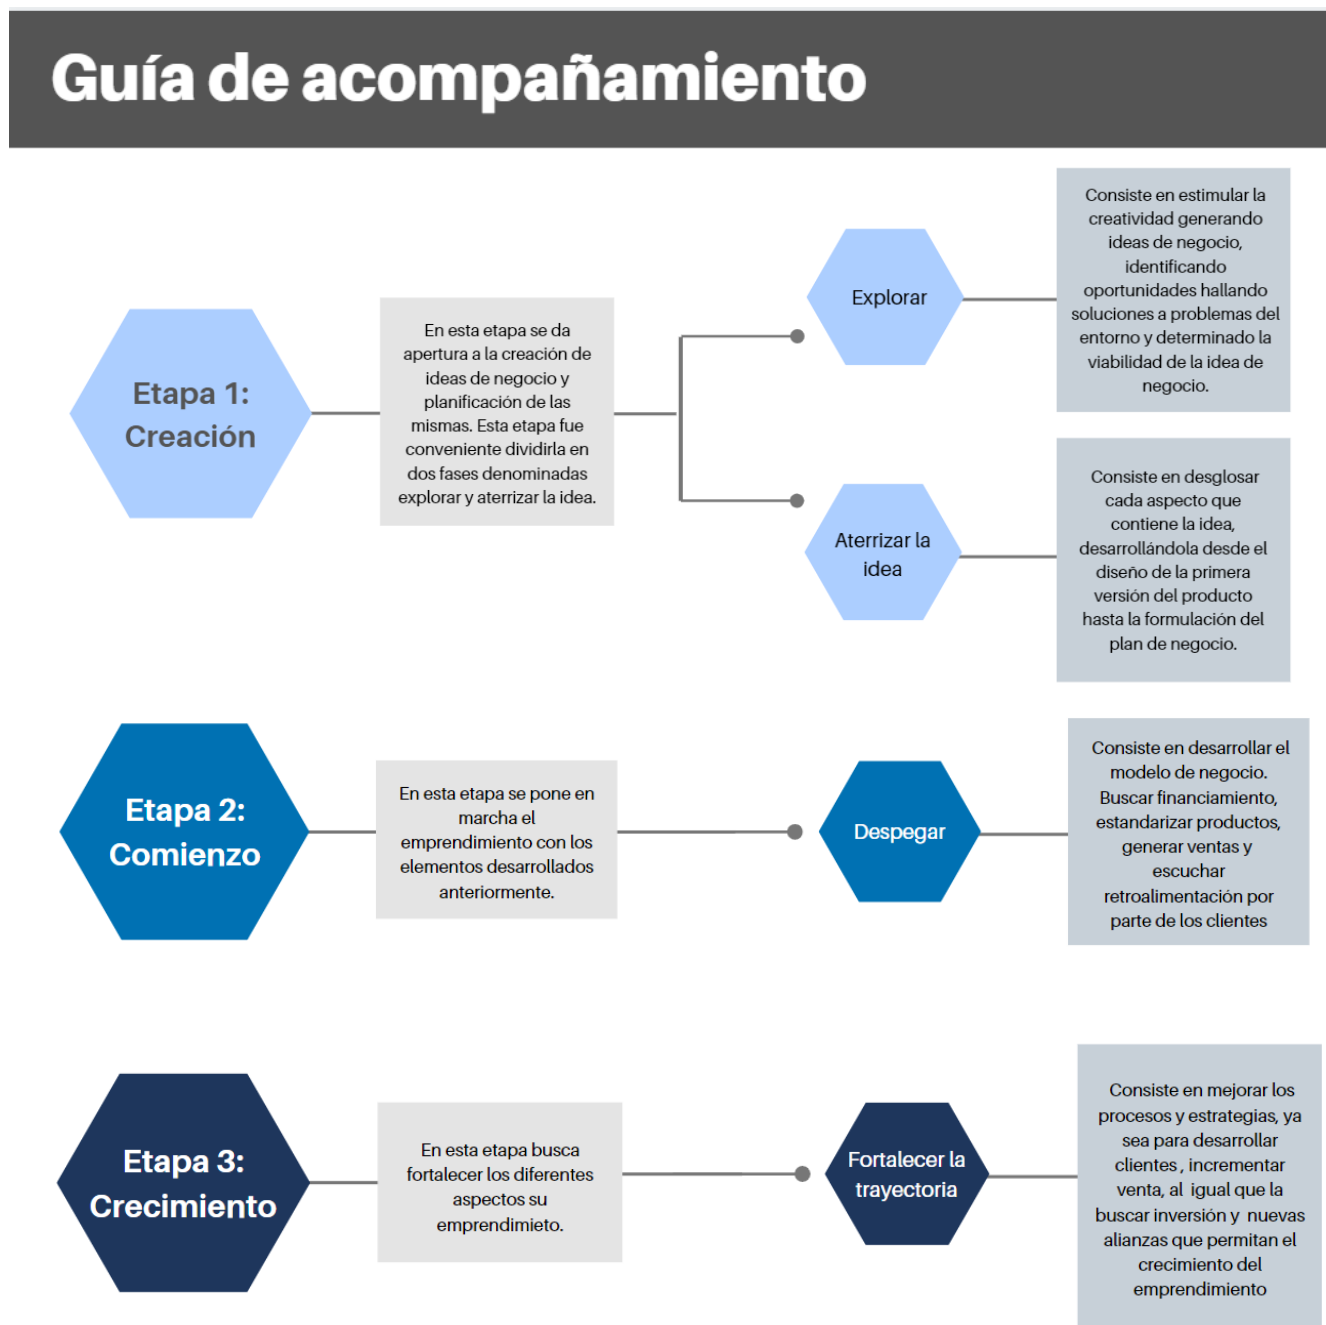 Guía de acompañamiento
Etapa 1:
Creación
En esta etapa se da
apertura a la creación de
ideas de negocio y
planificación de las
mismas. Esta etapa fue
conveniente dividirla en
dos fases denominadas
explorar y aterrizar la idea.
Explorar
Consiste en estimular la
creatividad generando
ideas de negocio,
identificando
oportunidades hallando
soluciones a problemas del
entorno y determinado la
viabilidad de la idea de
negocio.
Aterrizar la
idea
Consiste en desglosar
cada aspecto que
contiene la idea,
desarrollándola desde el
diseño de la primera
versión del producto
hasta la formulación del
plan de negocio.
Etapa 2:
Comienzo
En esta etapa se pone en
marcha el
emprendimiento con los
elementos desarrollados
anteriormente.
Despegar
Consiste en desarrollar el
modelo de negocio.
Buscar financiamiento,
estandarizar productos,
generar ventas y
escuchar
retroalimentación por
parte de los clientes
Etapa 3:
Crecimiento
En esta etapa busca
fortalecer los diferentes
aspectos su
emprendimieto.
Fortalecer la
trayectoria
Consiste en mejorar los
procesos y estrategias, ya
sea para desarrollar
clientes , incrementar
venta, al igual que la
buscar inversión y nuevas
alianzas que permitan el
crecimiento del
emprendimiento